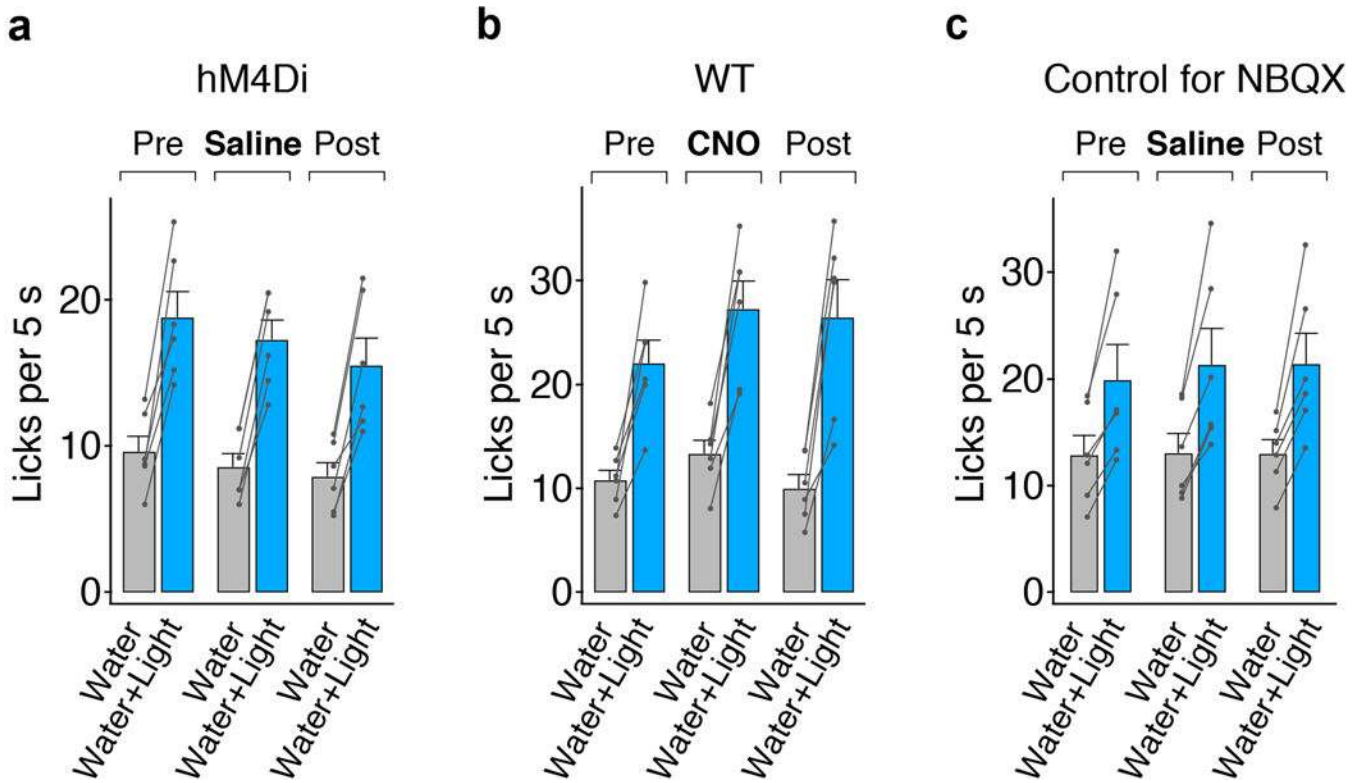 a
hM4Di
Pre Saline Post
Licks per 5 s
20
10
0
Water
Water+Light
Water
Water+Light
Water
Water+Light
b
WT
Pre CNO Post
Licks per 5 s
30
20
10
0
Water
Water+Light
Water
Water+Light
Water
Water+Light
c
Control for NBQX
Pre Saline Post
Licks per 5 s
30
20
10
0
Water
Water+Light
Water
Water+Light
Water
Water+Light